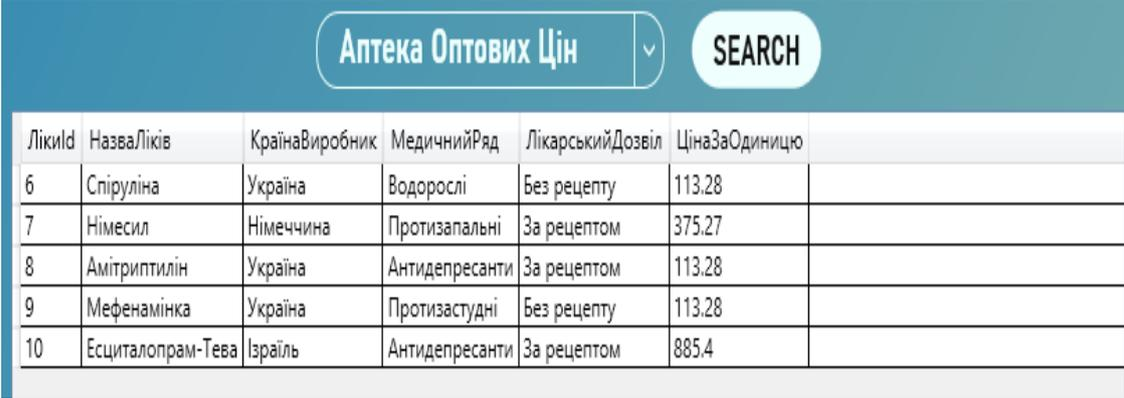 Аптека Оптових Цін SEARCH
ЛікиId НазваЛіків КраїнаВиробник МедичнийРяд ЛікарськийДозвіл ЦінаЗаОдиницю
6 Спіруліна Україна Водорослі Без рецепту 113.28
7 Німесил Німеччина Протизапальні За рецептом 375.27
8 Амітриптилін Україна Антидепресанти За рецептом 113.28
9 Мефенамінка Україна Протизастудні Без рецепту 113.28
10 Есциталопрам-Тева Ізраїль Антидепресанти За рецептом 885.4